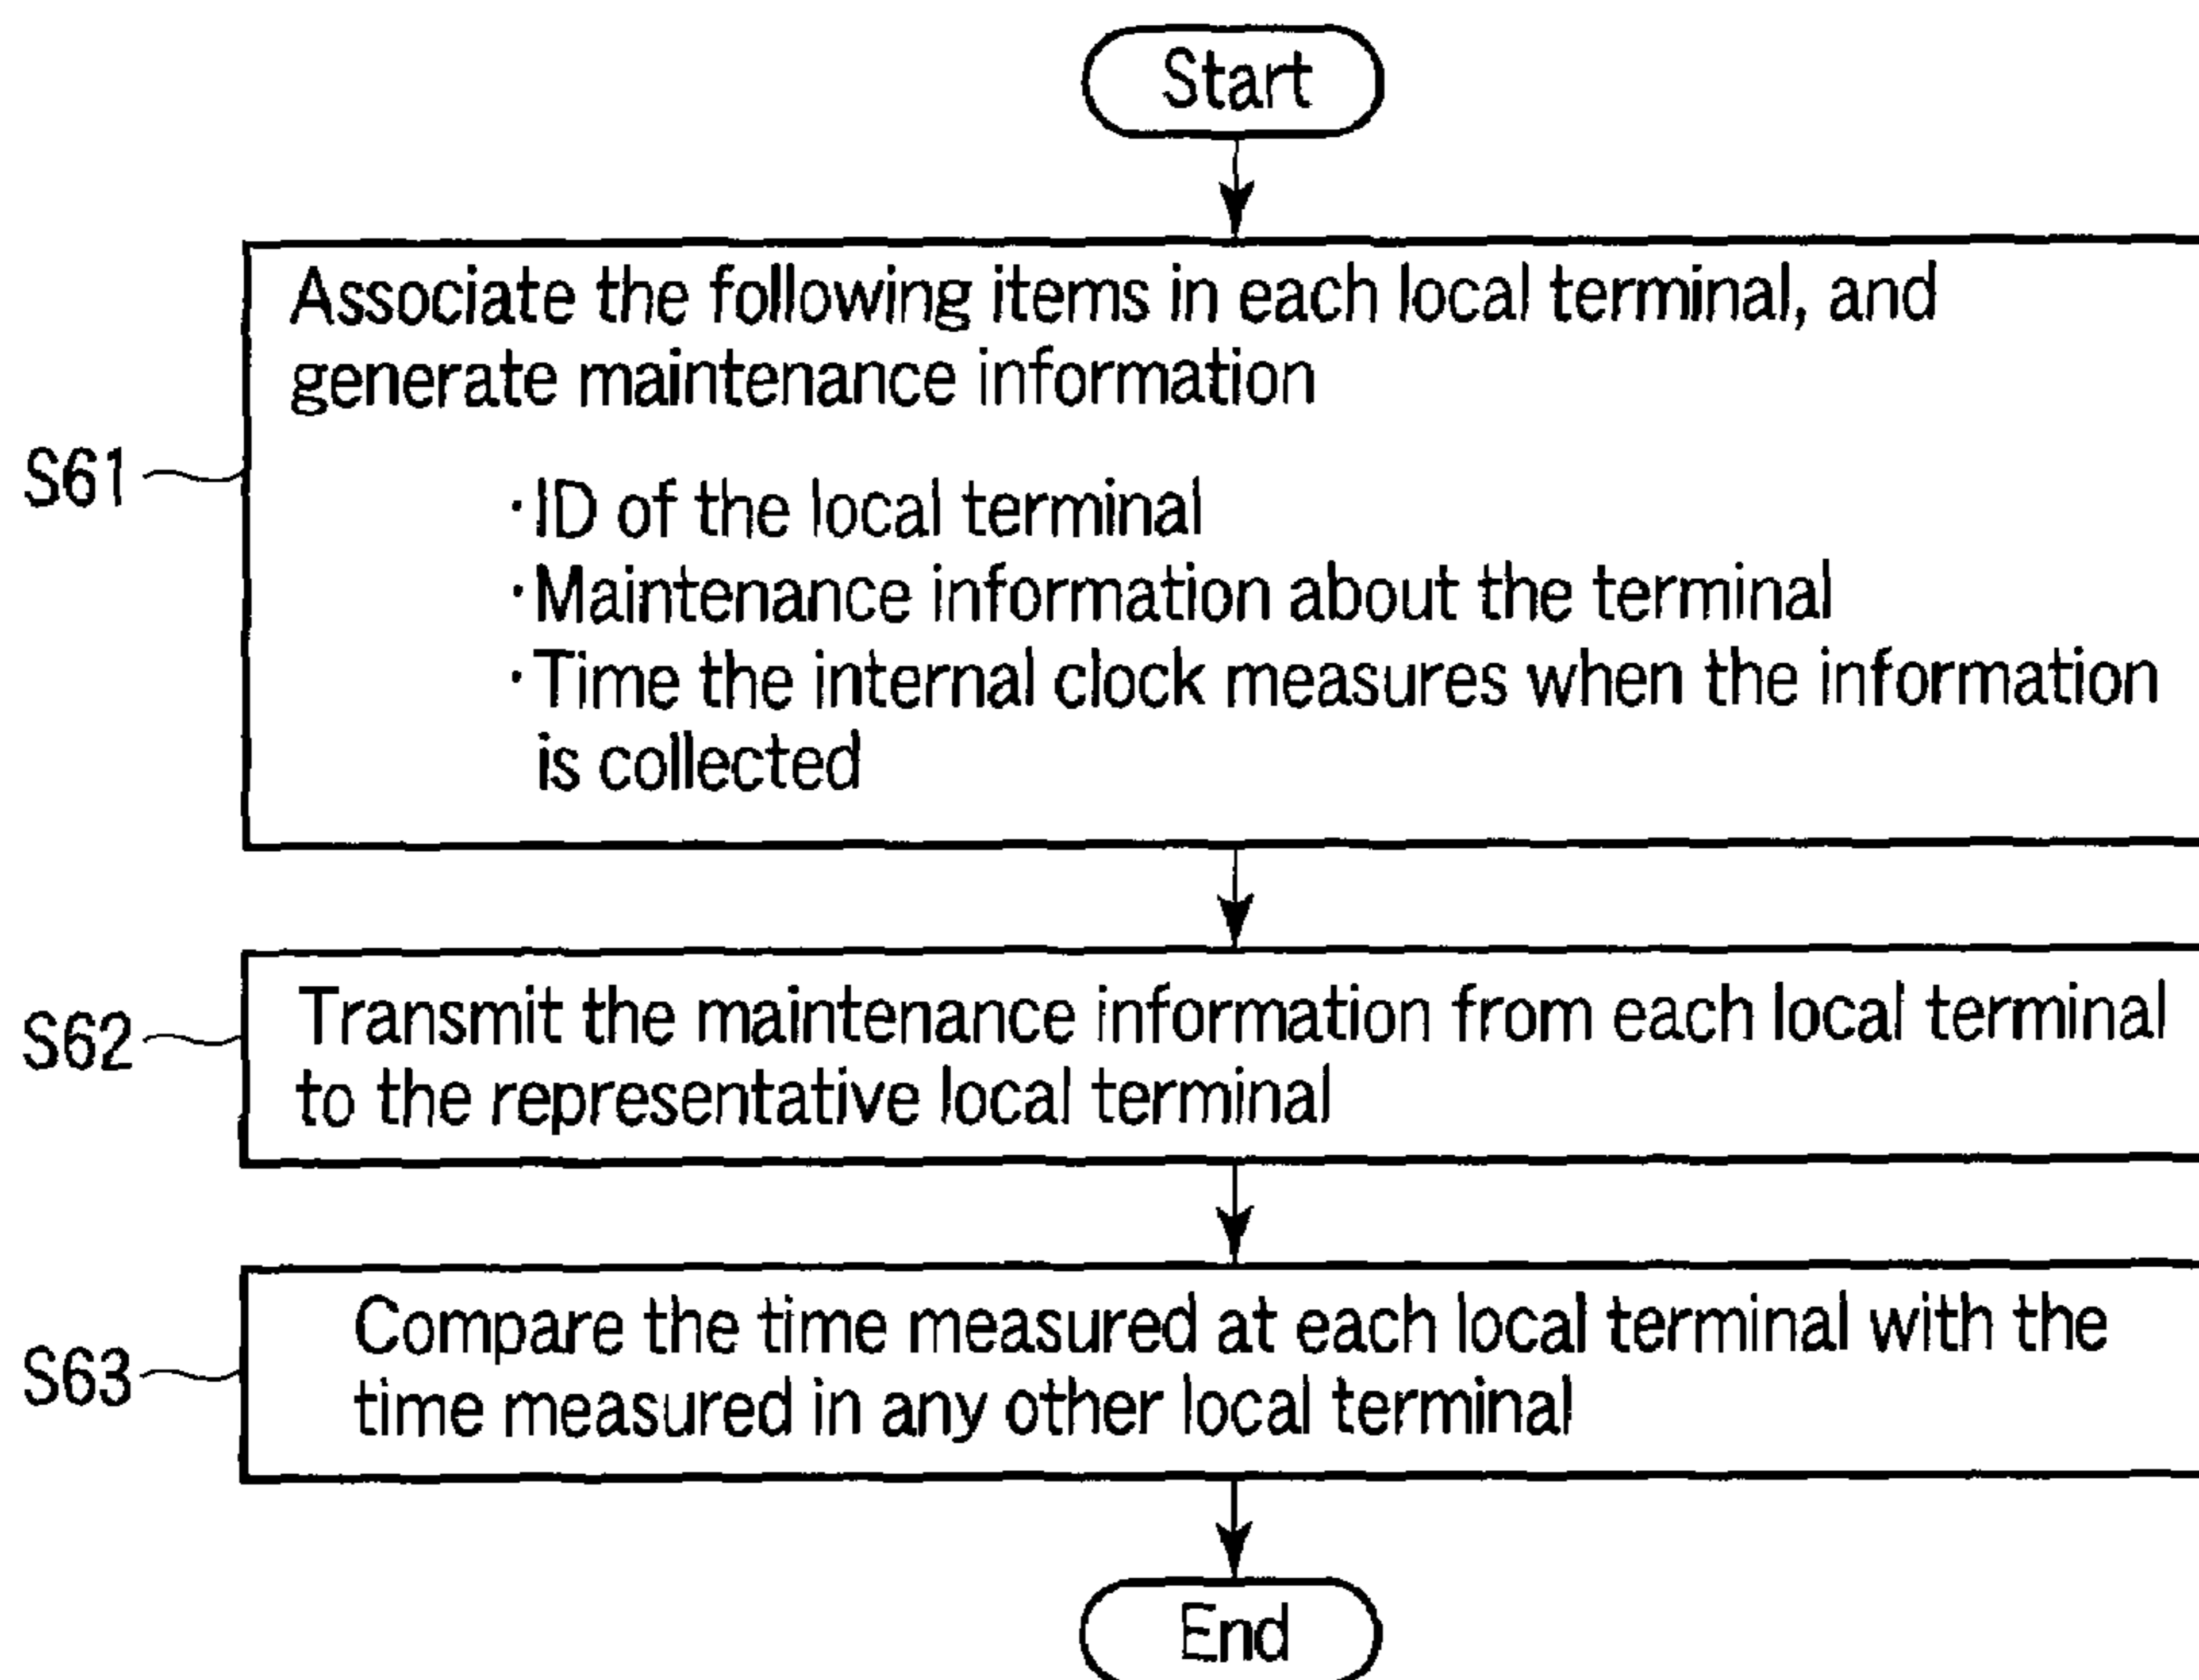 Start
Associate the following items in each local terminal, and
generate maintenance information
S61
·ID of the local terminal
·Maintenance information about the terminal
·Time the internal clock measures when the information
is collected
S62
Transmit the maintenance information from each local terminal
to the representative local terminal
S63
Compare the time measured at each local terminal with the
time measured in any other local terminal
End